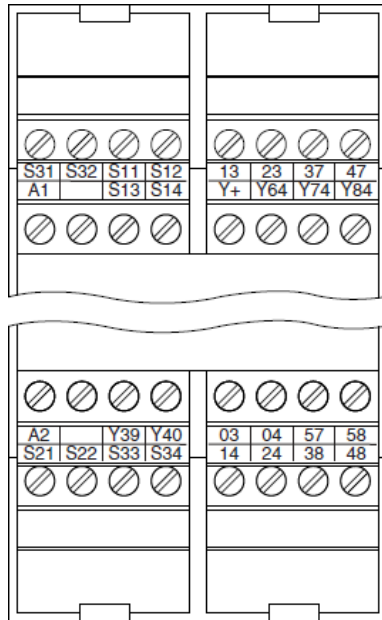 S31 S32 S11 S12 13 23 37 47
A1 S13 S14 Y+ Y64 Y74 Y84
A2 Y39 Y40 03 04 57 58
S21 S22 S33 S34 14 24 38 48